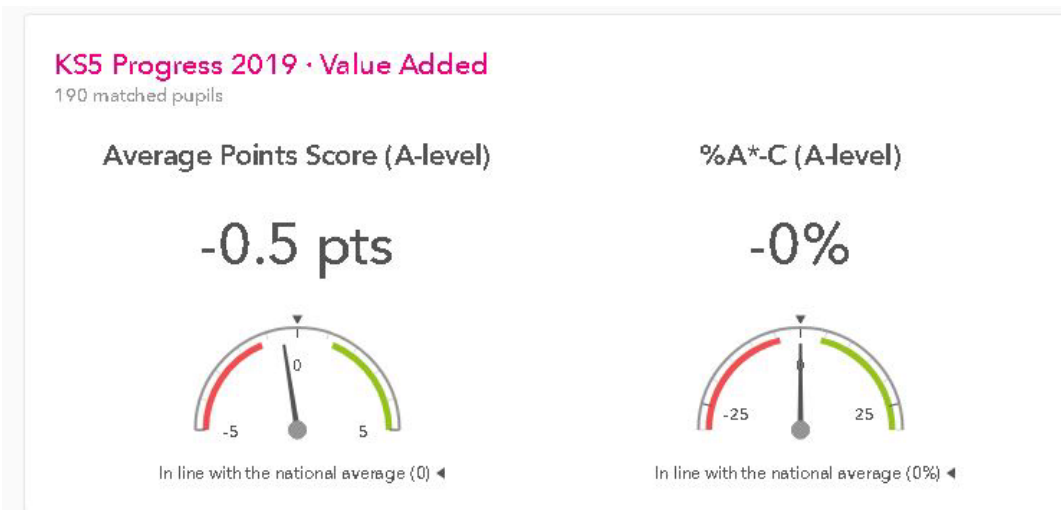 KS5 Progress 2019 · Value Added
190 matched pupils
Average Points Score (A-level)
%A*-C (A-level)
-0.5 pts
-0%
0
-5
5
0
-25
25
In line with the national average (0) ◀
In line with the national average (0%) ◀